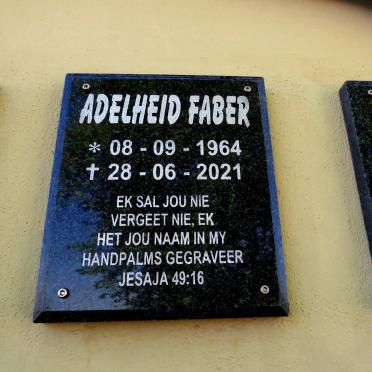 ADELHEID FABER
* 08 - 09 - 1964
✝ 28 - 06 - 2021
EK SAL JOU NIE
VERGEET NIE, EK
HET JOU NAAM IN MY
HANDPALMS GEGRAVEER
JESAJA 49:16